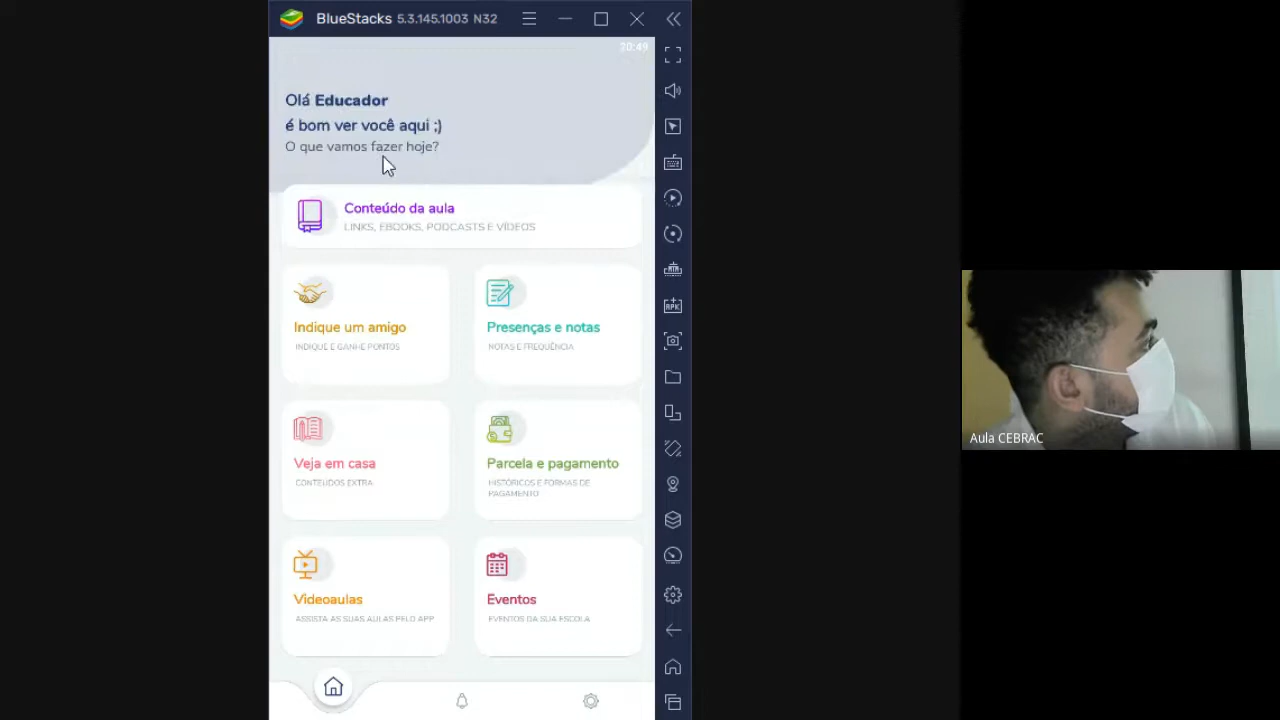 BlueStacks 5.3.145.1003 N32
20:49
Olá Educador
é bom ver você aqui ;)
O que vamos fazer hoje?
Conteúdo da aula
LINKS, EBOOKS, PODCASTS E VÍDEOS
Indique um amigo
INDIQUE E GANHE PONTOS
Presenças e notas
NOTAS E FREQUÊNCIA
Veja em casa
CONTEÚDOS EXTRA
Parcela e pagamento
HISTÓRICOS E FORMAS DE
PAGAMENTO
Videoaulas
ASSISTA AS SUAS AULAS PELO APP
Eventos
EVENTOS DA SUA ESCOLA
Aula CEBRAC